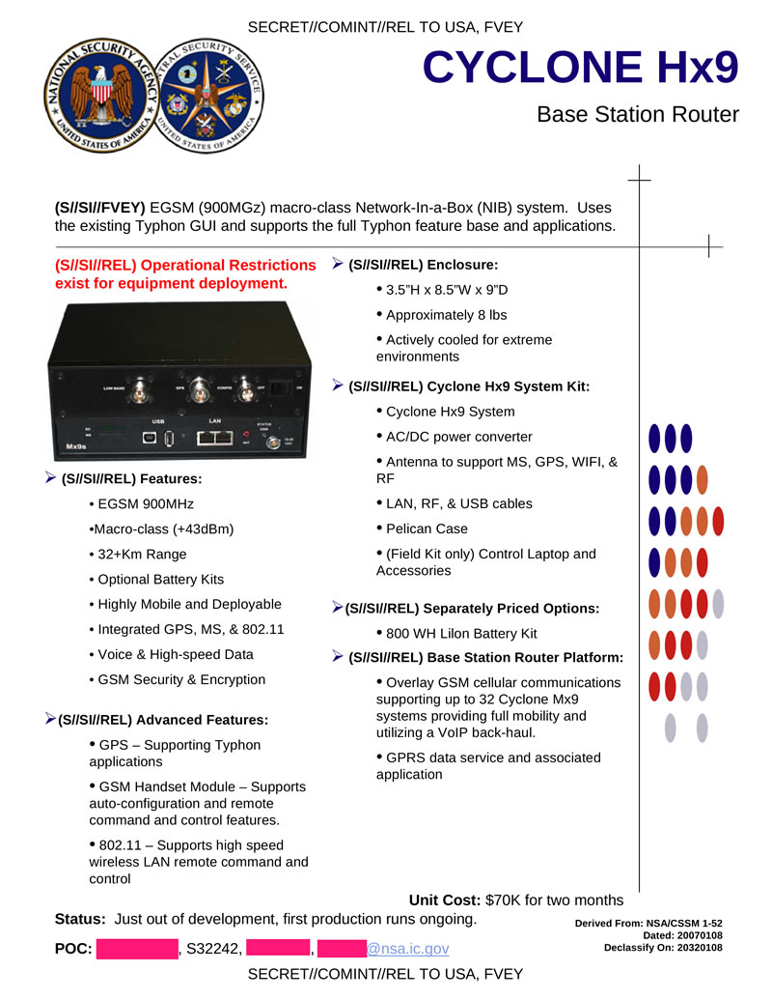 SECRET//COMINT//REL TO USA, FVEY
NATIONAL SECURITY AGENCY
UNITED STATES OF AMERICA
TRAL SECURITY SERVICE
UNITED STATES OF AMERICA
CYCLONE Hx9
Base Station Router
(S//SI//FVEY) EGSM (900MGz) macro-class Network-In-a-Box (NIB) system. Uses
the existing Typhon GUI and supports the full Typhon feature base and applications.
(S//SI//REL) Operational Restrictions
exist for equipment deployment.
LOW BAND
GPS
CONFIG
OFF
ON
USB
LAN
STATUS
GSM
Mx9s
➢ (S//SI//REL) Features:
• EGSM 900MHz
•Macro-class (+43dBm)
• 32+Km Range
• Optional Battery Kits
• Highly Mobile and Deployable
• Integrated GPS, MS, & 802.11
• Voice & High-speed Data
• GSM Security & Encryption
➢(S//SI//REL) Advanced Features:
• GPS – Supporting Typhon
applications
• GSM Handset Module – Supports
auto-configuration and remote
command and control features.
• 802.11 – Supports high speed
wireless LAN remote command and
control
➢ (S//SI//REL) Enclosure:
• 3.5”H x 8.5”W x 9”D
• Approximately 8 lbs
• Actively cooled for extreme
environments
➢ (S//SI//REL) Cyclone Hx9 System Kit:
• Cyclone Hx9 System
• AC/DC power converter
• Antenna to support MS, GPS, WIFI, &
RF
• LAN, RF, & USB cables
• Pelican Case
• (Field Kit only) Control Laptop and
Accessories
➢(S//SI//REL) Separately Priced Options:
• 800 WH LiIon Battery Kit
➢ (S//SI//REL) Base Station Router Platform:
• Overlay GSM cellular communications
supporting up to 32 Cyclone Mx9
systems providing full mobility and
utilizing a VoIP back-haul.
• GPRS data service and associated
application
Unit Cost: $70K for two months
Status: Just out of development, first production runs ongoing.
POC: , S32242, , @nsa.ic.gov
Derived From: NSA/CSSM 1-52
Dated: 20070108
Declassify On: 20320108
SECRET//COMINT//REL TO USA, FVEY